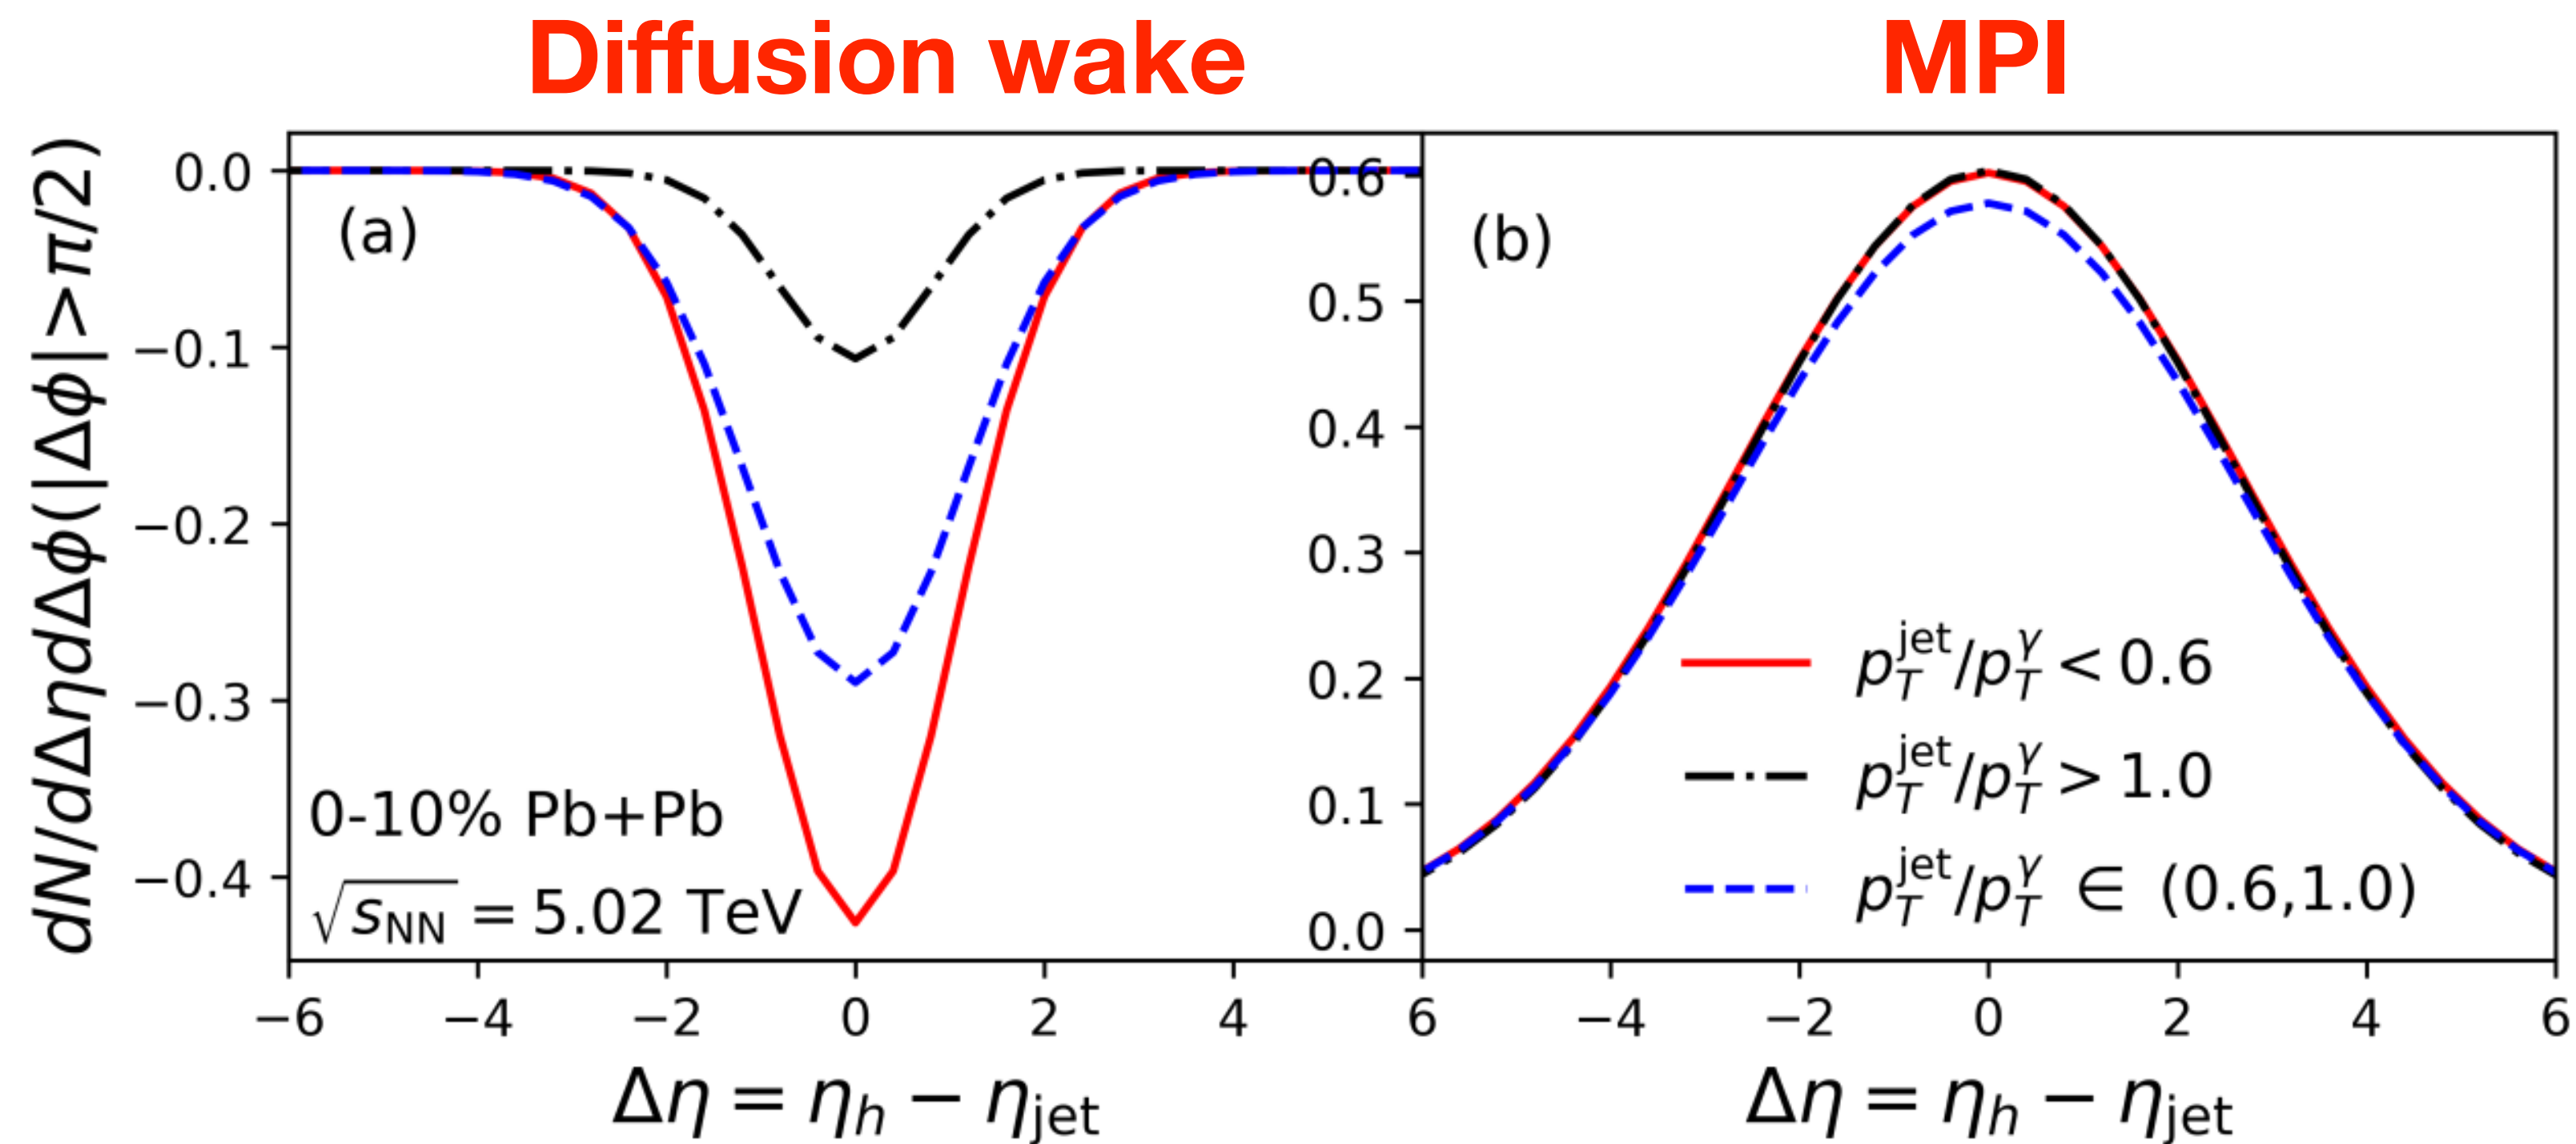 Diffusion wake
MPI
dN/dΔηdΔϕ(|Δϕ|>π/2)
0.0
−0.1
−0.2
−0.3
−0.4
(a)
0-10% Pb+Pb
√sNN = 5.02 TeV
−6 −4 −2 0 2 4 6
Δη = ηh − ηjet
0.6
0.5
0.4
0.3
0.2
0.1
0.0
(b)
pTjet/pTγ < 0.6
pTjet/pTγ > 1.0
pTjet/pTγ ∈ (0.6,1.0)
−4 −2 0 2 4 6
Δη = ηh − ηjet